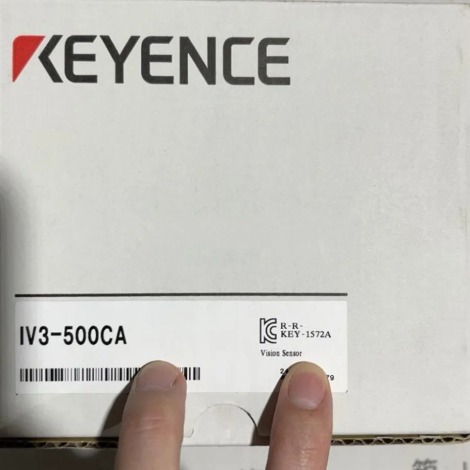 KEYENCE
IV3-500CA
R-R-
KEY-1572A
Vision Sensor